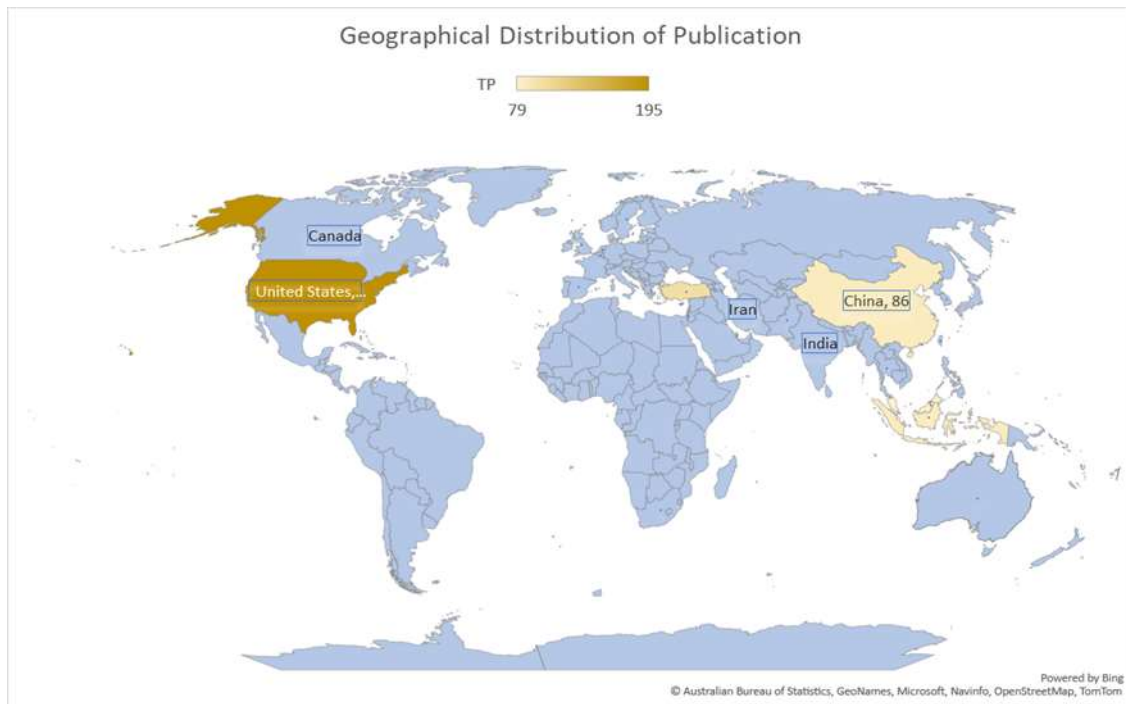 Geographical Distribution of Publication
TP
79 195
Canada
United States,...
China, 86
Iran
India
Powered by Bing
© Australian Bureau of Statistics, GeoNames, Microsoft, Navinfo, OpenStreetMap, TomTom